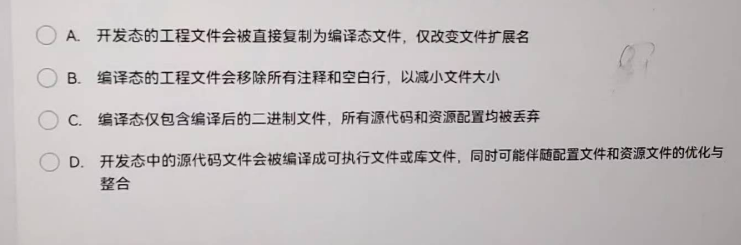 A. 开发态的工程文件会被直接复制为编译态文件，仅改变文件扩展名
B. 编译态的工程文件会移除所有注释和空白行，以减小文件大小
C. 编译态仅包含编译后的二进制文件，所有源代码和资源配置均被丢弃
D. 开发态中的源代码文件会被编译成可执行文件或库文件，同时可能伴随配置文件和资源文件的优化与
整合